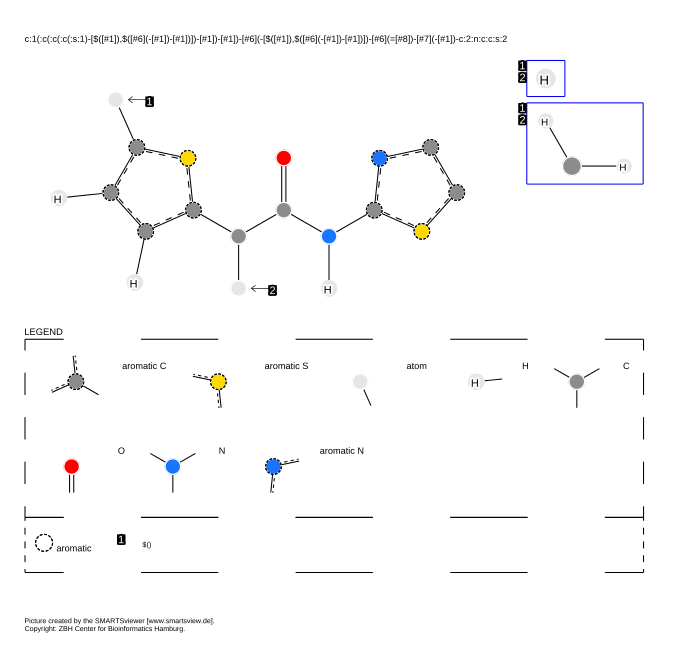 c:1(:c(:c(:c(:s:1)-[$([#1]),$([#6](-[#1])-[#1])])-[#1])-[#1])-[#6](-[$([#1]),$([#6](-[#1])-[#1])])-[#6](=[#8])-[#7](-[#1])-c:2:n:c:c:s:2
1
2
H
1
2
H
H
1
H
H
2
H
LEGEND
aromatic C
aromatic S
atom
H
H
C
O
N
aromatic N
aromatic
1
$()
Picture created by the SMARTSviewer [www.smartsview.de].
Copyright: ZBH Center for Bioinformatics Hamburg.